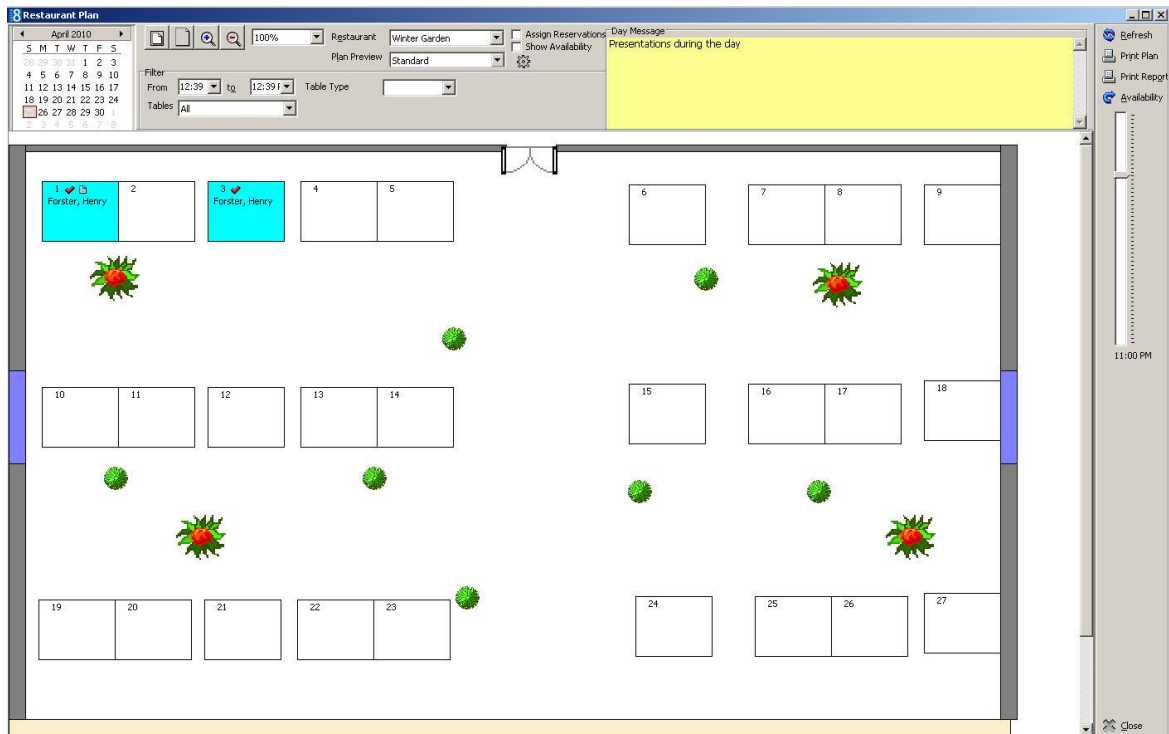 Restaurant Plan
April 2010
S M T W T F S
28 29 30 31 1 2 3
4 5 6 7 8 9 10
11 12 13 14 15 16 17
18 19 20 21 22 23 24
26 27 28 29 30 1
2 3 4 5 6 7 8
100%
Restaurant
Winter Garden
Plan Preview
Standard
Assign Reservations
Show Availability
Filter
From
12:39
to
12:39
Table Type
Tables
All
Day Message
Presentations during the day
Refresh
Print Plan
Print Report
Availability
11:00 PM
Close
1
Forster, Henry
2
3
Forster, Henry
4
5
6
7
8
9
10
11
12
13
14
15
16
17
18
19
20
21
22
23
24
25
26
27